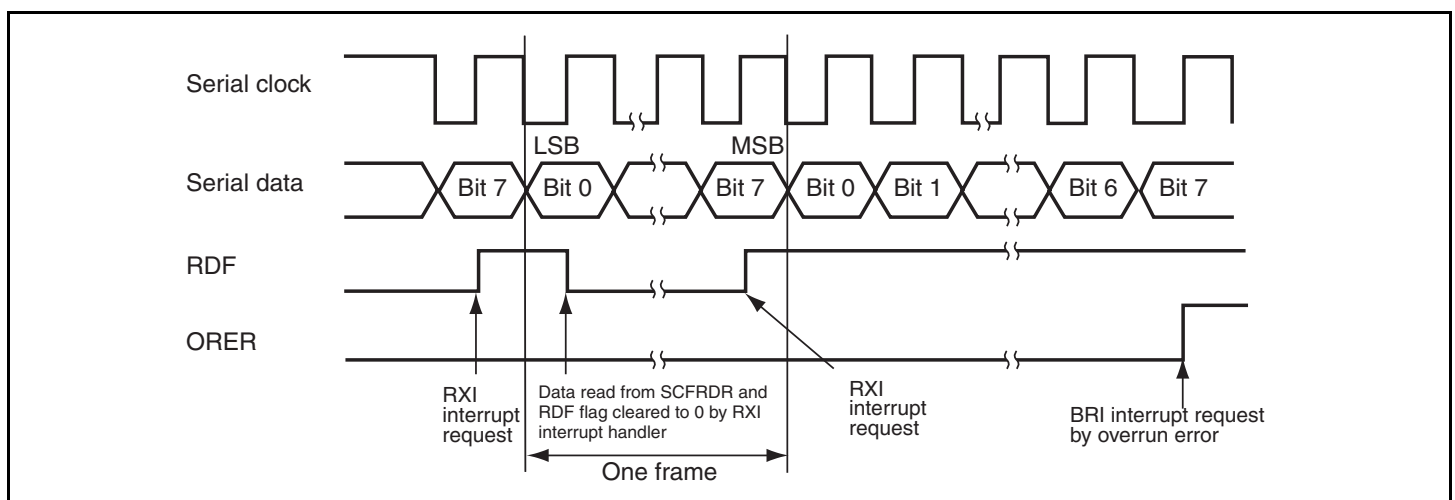 Serial clock
LSB MSB
Serial data
Bit 7 Bit 0 Bit 7 Bit 0 Bit 1 Bit 6 Bit 7
RDF
ORER
RXI
interrupt
request
Data read from SCFRDR and
RDF flag cleared to 0 by RXI
interrupt handler
RXI
interrupt
request
BRI interrupt request
by overrun error
One frame